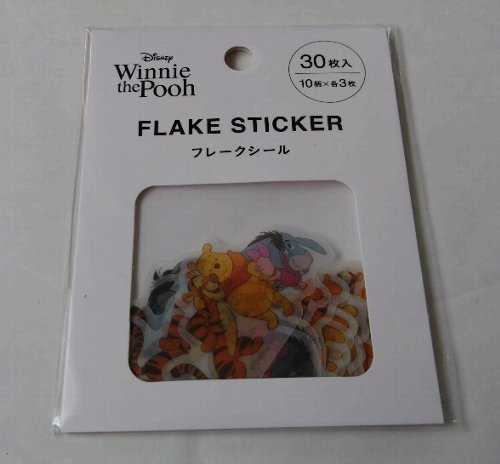 Disney
Winnie
the Pooh
30枚入
10柄×各3枚
FLAKE STICKER
フレークシール